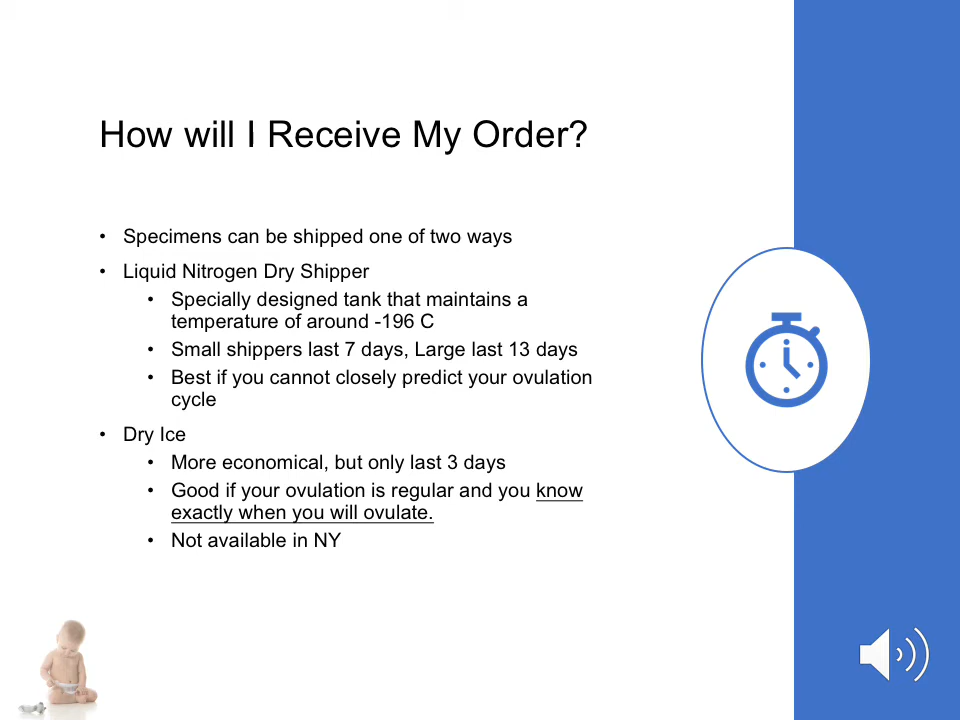 How will I Receive My Order?
• Specimens can be shipped one of two ways
• Liquid Nitrogen Dry Shipper
• Specially designed tank that maintains a
temperature of around -196 C
• Small shippers last 7 days, Large last 13 days
• Best if you cannot closely predict your ovulation
cycle
• Dry Ice
• More economical, but only last 3 days
• Good if your ovulation is regular and you know
exactly when you will ovulate.
• Not available in NY